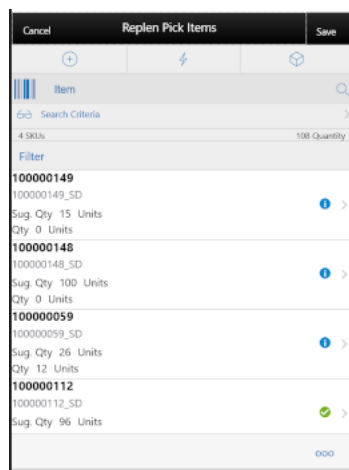 Cancel Replen Pick Items Save
Item
Search Criteria
4 SKUs 108 Quantity
Filter
100000149
100000149_SD
Sug. Qty 15 Units
Qty 0 Units
100000148
100000148_SD
Sug. Qty 100 Units
Qty 0 Units
100000059
100000059_SD
Sug. Qty 26 Units
Qty 12 Units
100000112
100000112_SD
Sug. Qty 96 Units